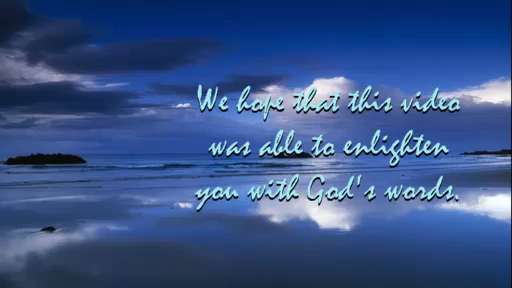 We hope that this video
was able to enlighten
you with God's words.